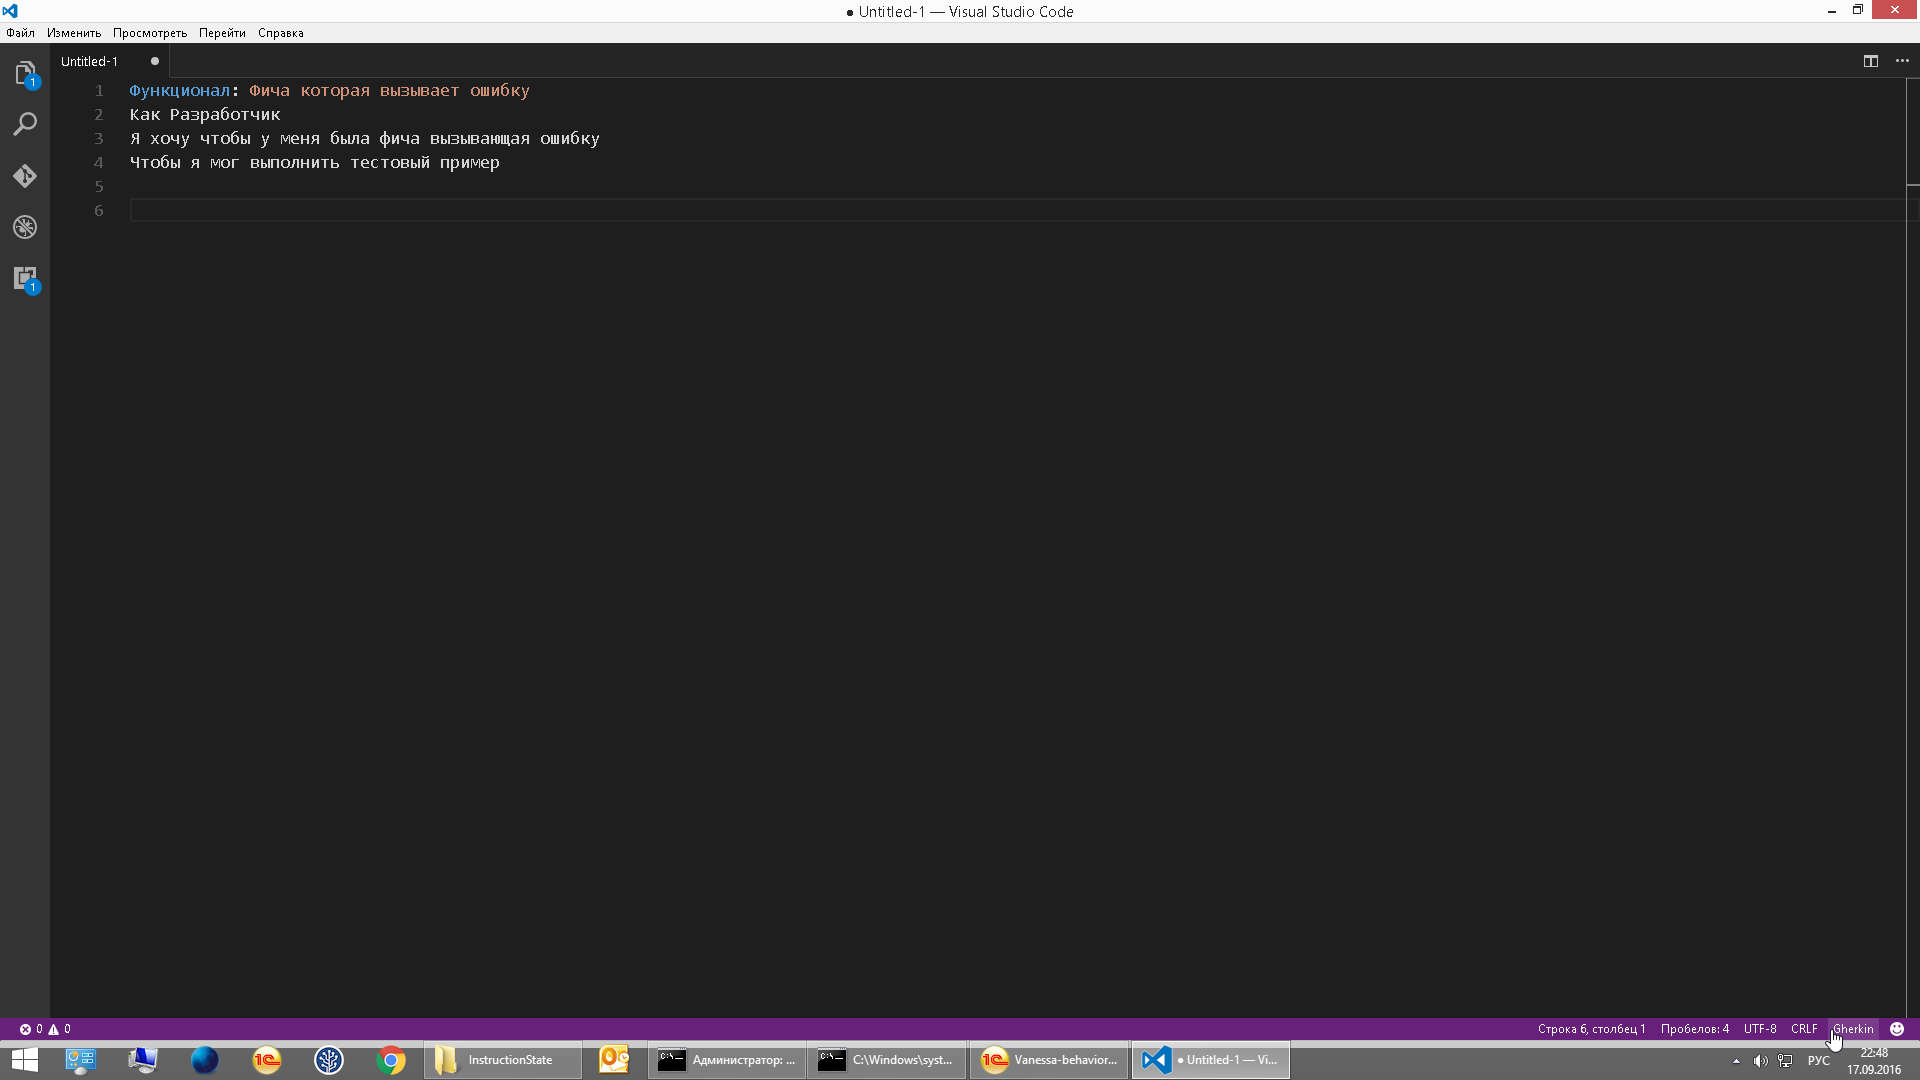 ● Untitled-1 — Visual Studio Code
Файл Изменить Просмотреть Перейти Справка
Untitled-1 ●
1 Функционал: Фича которая вызывает ошибку
2 Как Разработчик
3 Я хочу чтобы у меня была фича вызывающая ошибку
4 Чтобы я мог выполнить тестовый пример
5
6
1
1
0 0 Строка 6, столбец 1 Пробелов: 4 UTF-8 CRLF Gherkin
InstructionState Администратор: ... C:\Windows\syst... Vanessa-behavior... ● Untitled-1 — Vi... РУС 22:48
17.09.2016